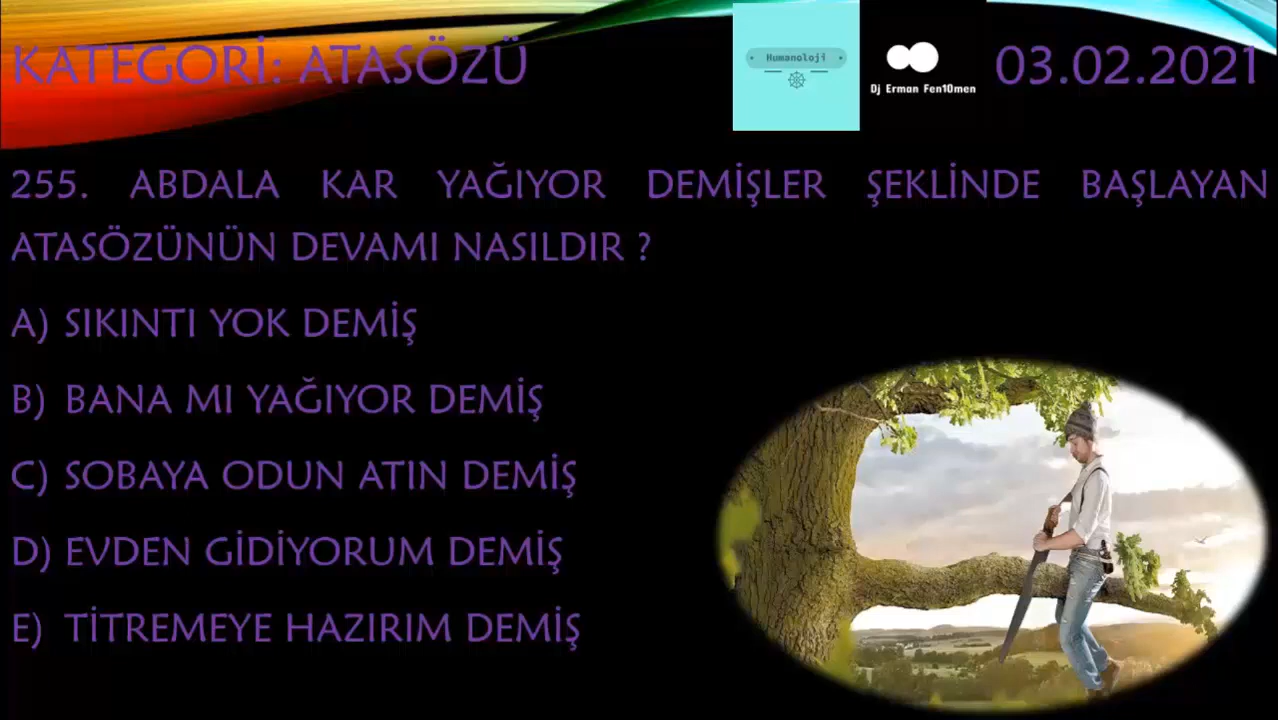 KATEGORİ: ATASÖZÜ
Humanoloji
Dj Erman Fen10men
03.02.2021
255. ABDALA KAR YAĞIYOR DEMİŞLER ŞEKLİNDE BAŞLAYAN
ATASÖZÜNÜN DEVAMI NASILDIR ?
A) SIKINTI YOK DEMİŞ
B) BANA MI YAĞIYOR DEMİŞ
C) SOBAYA ODUN ATIN DEMİŞ
D) EVDEN GİDİYORUM DEMİŞ
E) TİTREMEYE HAZIRIM DEMİŞ